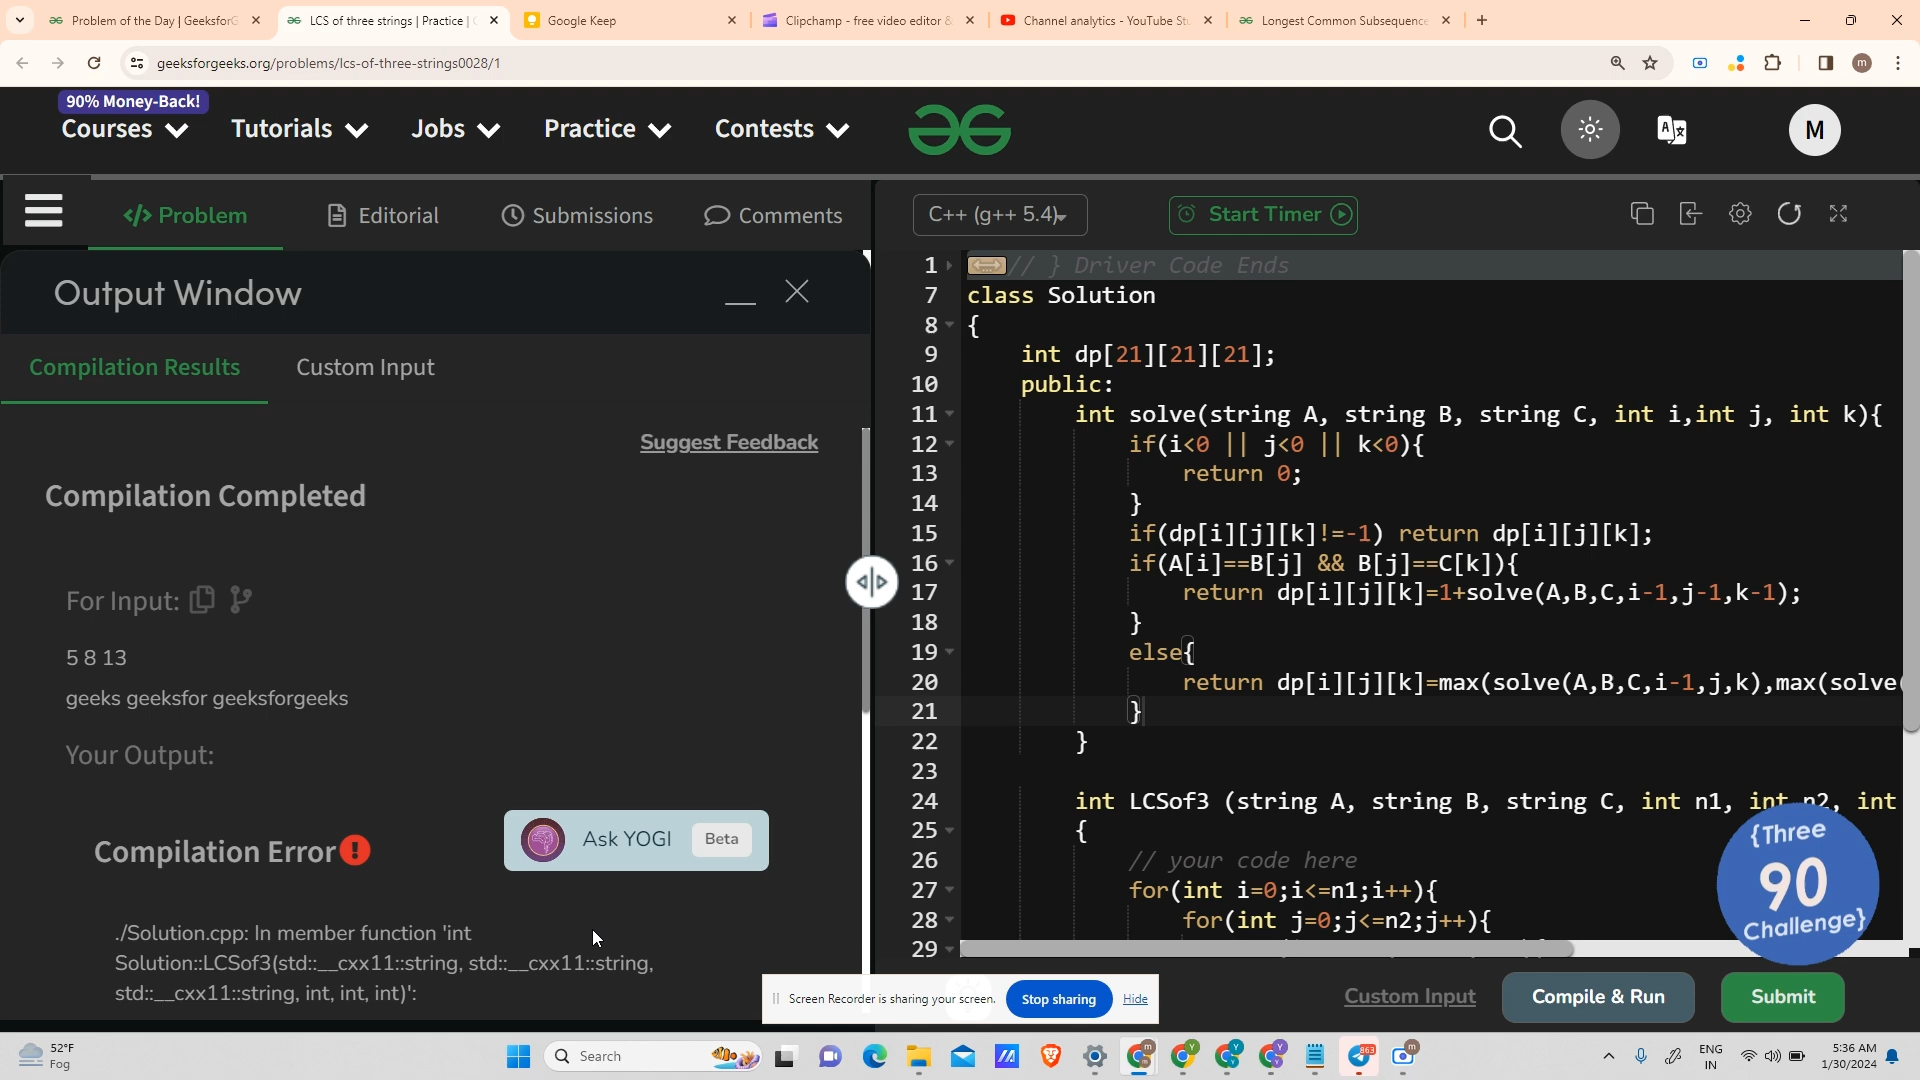 Problem of the Day | Geeksfor
LCS of three strings | Practice |
Google Keep
Clipchamp - free video editor &
Channel analytics - YouTube St
Longest Common Subsequence
geeksforgeeks.org/problems/lcs-of-three-strings0028/1
90% Money-Back!
Courses
Tutorials
Jobs
Practice
Contests
M
Problem
Editorial
Submissions
Comments
C++ (g++ 5.4)
Start Timer
Output Window
Compilation Results
Custom Input
Suggest Feedback
Compilation Completed
For Input:
5 8 13
geeks geeksfor geeksforgeeks
Your Output:
Compilation Error
Ask YOGI Beta
./Solution.cpp: In member function 'int
Solution::LCSof3(std::__cxx11::string, std::__cxx11::string,
std::__cxx11::string, int, int, int)':
1 // } Driver Code Ends
7 class Solution
8 {
9 int dp[21][21][21];
10 public:
11 int solve(string A, string B, string C, int i,int j, int k){
12 if(i<0 || j<0 || k<0){
13 return 0;
14 }
15 if(dp[i][j][k]!=-1) return dp[i][j][k];
16 if(A[i]==B[j] && B[j]==C[k]){
17 return dp[i][j][k]=1+solve(A,B,C,i-1,j-1,k-1);
18 }
19 else{
20 return dp[i][j][k]=max(solve(A,B,C,i-1,j,k),max(solve(
21 }
22 }
23
24 int LCSof3 (string A, string B, string C, int n1, int n2, int
25 {
26 // your code here
27 for(int i=0;i<=n1;i++){
28 for(int j=0;j<=n2;j++){
29
{Three
90
Challenge}
Screen Recorder is sharing your screen.
Stop sharing
Hide
Custom Input
Compile & Run
Submit
52°F
Fog
Search
863
ENG
IN
5:36 AM
1/30/2024